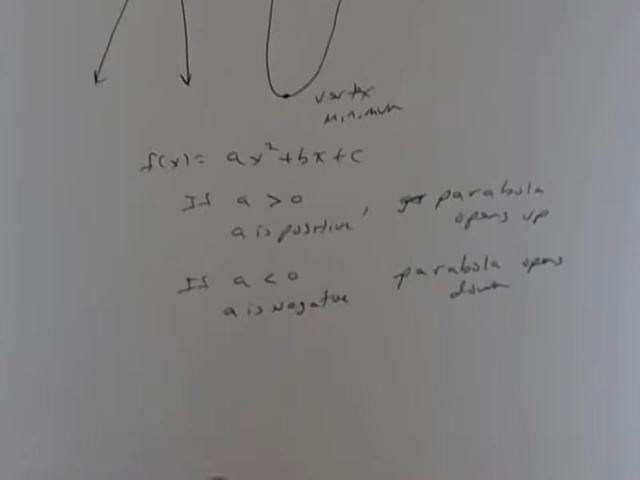 vertex
minimum
f(x) = ax²+bx+c
If a > 0 parabola
a is positive, opens up
If a < 0 parabola opens
a is negative down